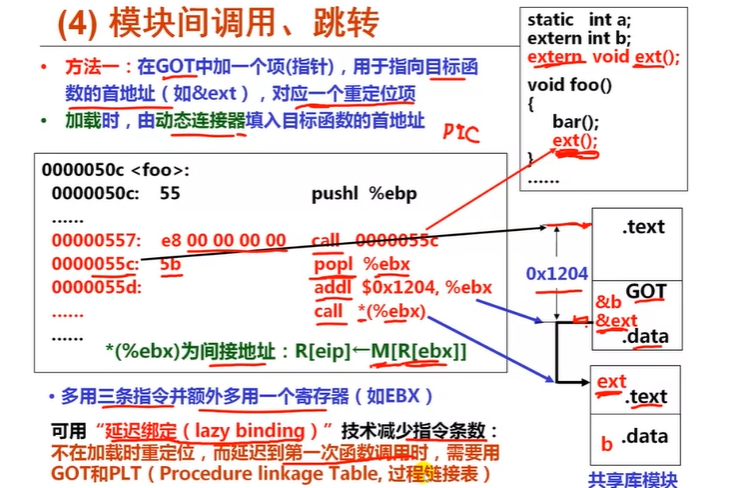 (4) 模块间调用、跳转
• 方法一：在GOT中加一个项(指针)，用于指向目标函
数的首地址（如&ext），对应一个重定位项
• 加载时，由动态连接器填入目标函数的首地址
PIC
static int a;
extern int b;
extern void ext();
void foo()
{
bar();
ext();
}
……
0000050c <foo>:
0000050c: 55 pushl %ebp
……
00000557: e8 00 00 00 00 call 0000055c
0000055c: 5b popl %ebx
0000055d: addl $0x1204, %ebx
…… call *(%ebx)
……
*(%ebx)为间接地址：R[eip]←M[R[ebx]]
.text
0x1204
GOT
&b
&ext
.data
ext
.text
b .data
共享库模块
• 多用三条指令并额外多用一个寄存器（如EBX）
可用“延迟绑定（lazy binding）”技术减少指令条数：
不在加载时重定位，而延迟到第一次函数调用时，需要用
GOT和PLT（Procedure linkage Table, 过程链接表）